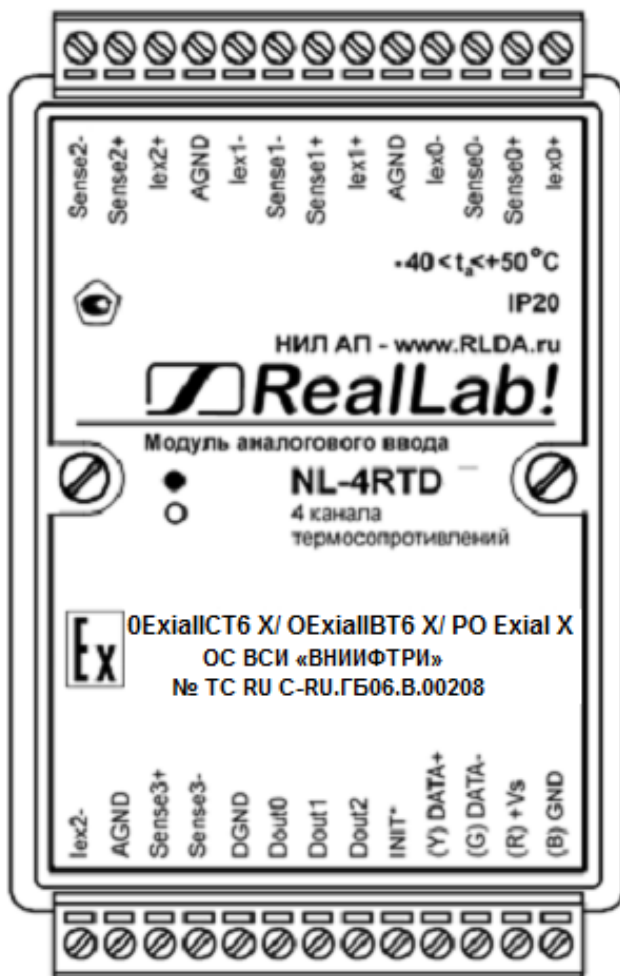 Sense2-
Sense2+
Iex2+
AGND
Iex1-
Sense1-
Sense1+
Iex1+
AGND
Iex0-
Sense0-
Sense0+
Iex0+
-40<ta<+50°C
IP20
НИЛ АП - www.RLDA.ru
RealLab!
Модуль аналогового ввода
NL-4RTD
4 канала
термосопротивлений
Ex
0ExiaIICT6 X/ OExiaIIBT6 X/ PO ExiaI X
ОС ВСИ «ВНИИФТРИ»
№ ТС RU С-RU.ГБ06.В.00208
Iex2-
AGND
Sense3+
Sense3-
DGND
Dout0
Dout1
Dout2
INIT*
(Y) DATA+
(G) DATA-
(R) +Vs
(B) GND